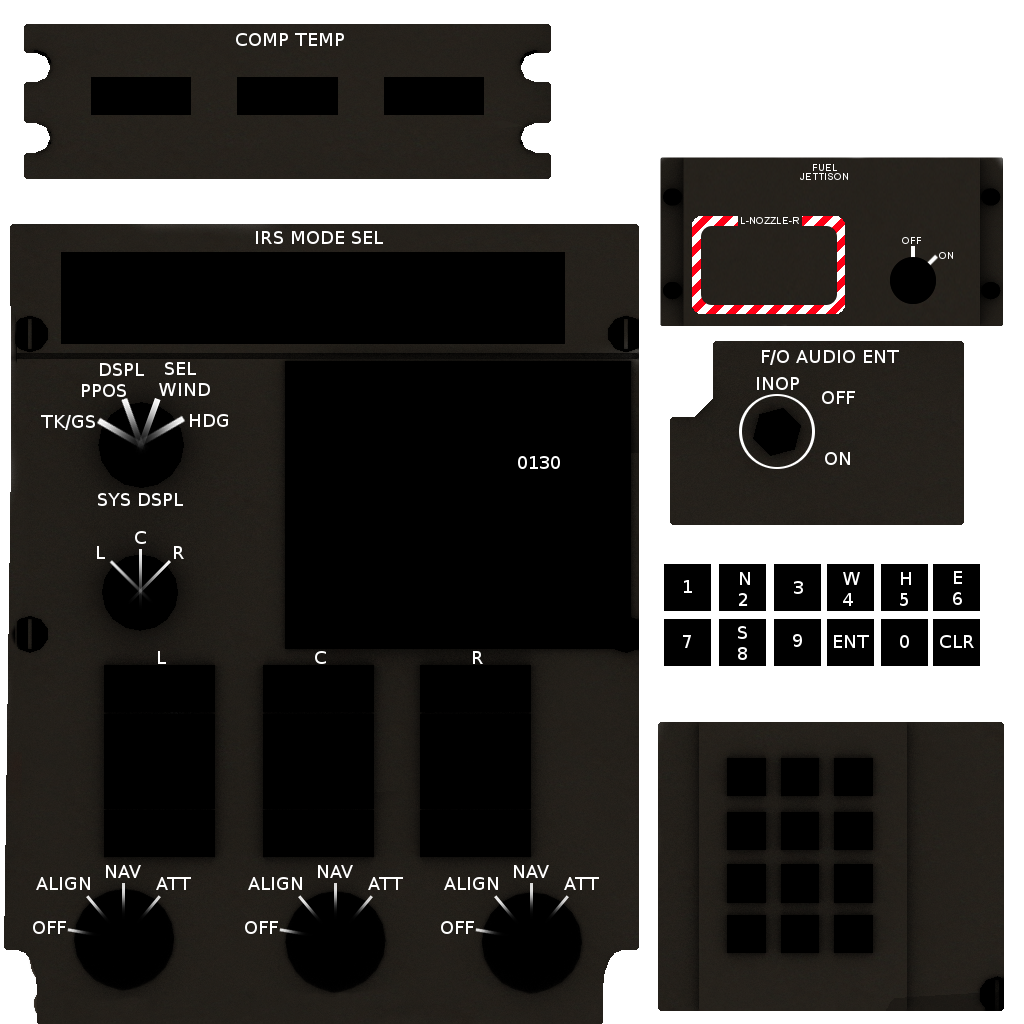 COMP TEMP
FUEL
JETTISON
L-NOZZLE-R
OFF
ON
IRS MODE SEL
F/O AUDIO ENT
INOP
OFF
ON
DSPL SEL
PPOS WIND
TK/GS HDG
0130
SYS DSPL
C
L R
1 N 3 W H E
2 4 5 6
7 S 9 ENT 0 CLR
8
L C R
NAV NAV NAV
ALIGN ATT ALIGN ATT ALIGN ATT
OFF OFF OFF